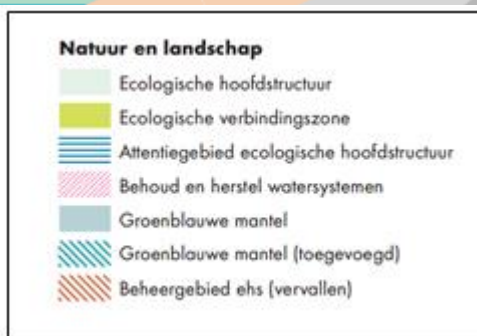 Natuur en landschap
Ecologische hoofdstructuur
Ecologische verbindingszone
Attentiegebied ecologische hoofdstructuur
Behoud en herstel watersystemen
Groenblauwe mantel
Groenblauwe mantel (toegevoegd)
Beheergebied ehs (vervallen)